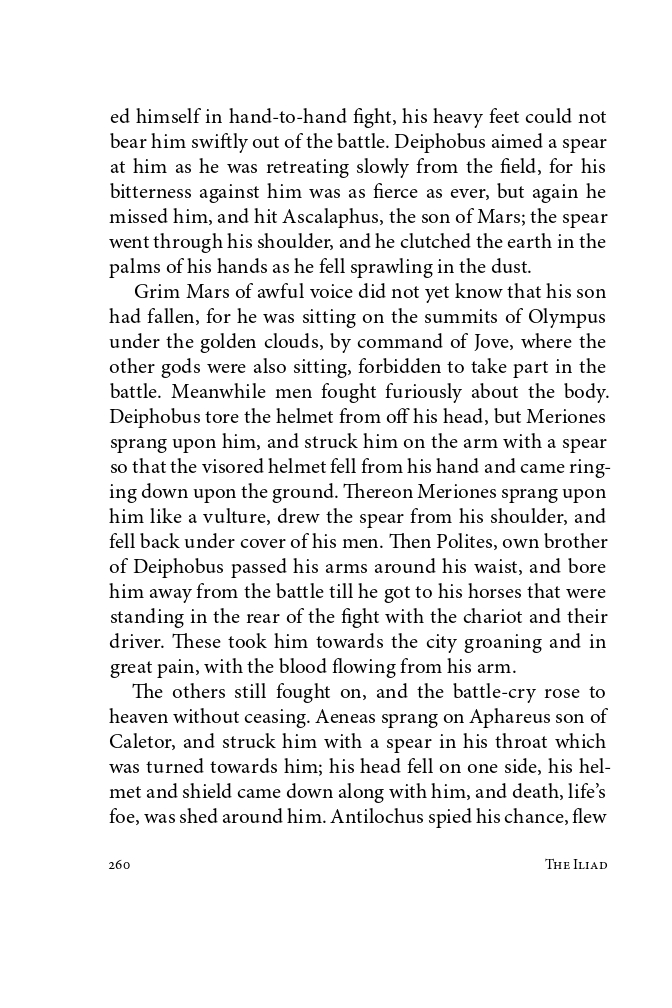 ed himself in hand-to-hand fight, his heavy feet could not
bear him swiftly out of the battle. Deiphobus aimed a spear
at him as he was retreating slowly from the field, for his
bitterness against him was as fierce as ever, but again he
missed him, and hit Ascalaphus, the son of Mars; the spear
went through his shoulder, and he clutched the earth in the
palms of his hands as he fell sprawling in the dust.
Grim Mars of awful voice did not yet know that his son
had fallen, for he was sitting on the summits of Olympus
under the golden clouds, by command of Jove, where the
other gods were also sitting, forbidden to take part in the
battle. Meanwhile men fought furiously about the body.
Deiphobus tore the helmet from off his head, but Meriones
sprang upon him, and struck him on the arm with a spear
so that the visored helmet fell from his hand and came ring-
ing down upon the ground. Thereon Meriones sprang upon
him like a vulture, drew the spear from his shoulder, and
fell back under cover of his men. Then Polites, own brother
of Deiphobus passed his arms around his waist, and bore
him away from the battle till he got to his horses that were
standing in the rear of the fight with the chariot and their
driver. These took him towards the city groaning and in
great pain, with the blood flowing from his arm.
The others still fought on, and the battle-cry rose to
heaven without ceasing. Aeneas sprang on Aphareus son of
Caletor, and struck him with a spear in his throat which
was turned towards him; his head fell on one side, his hel-
met and shield came down along with him, and death, life’s
foe, was shed around him. Antilochus spied his chance, flew
260 The Iliad